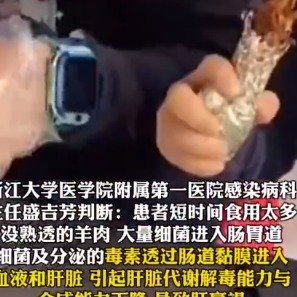 江大学医学院附属第一医院感染病科
任盛吉芳判断：患者短时间食用太多
没熟透的羊肉 大量细菌进入肠胃道
细菌及分泌的毒素透过肠道黏膜进入
血液和肝脏 引起肝脏代谢解毒能力与